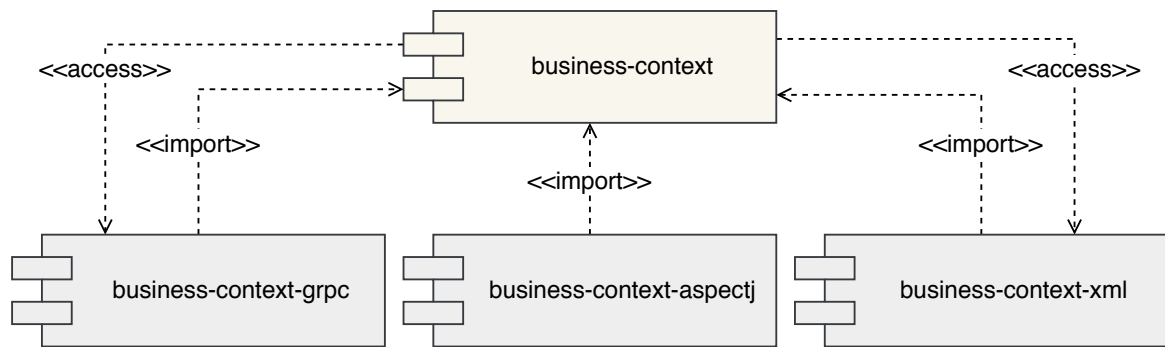 business-context
<<access>>
<<access>>
<<import>>
<<import>>
<<import>>
business-context-grpc
business-context-aspectj
business-context-xml